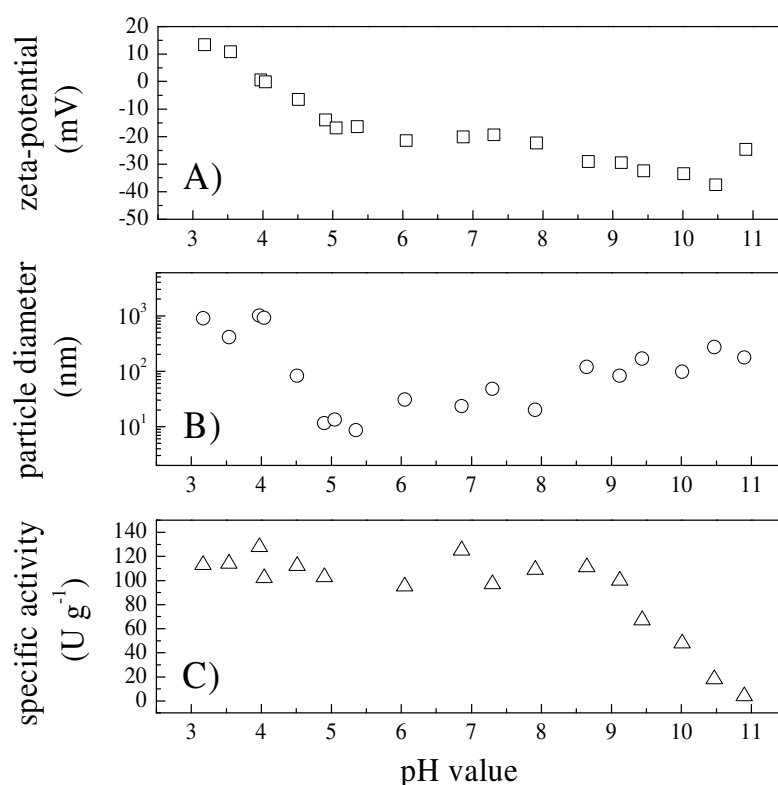 zeta-potential
(mV)
20
10
0
-10
-20
-30
-40
-50
A)
3 4 5 6 7 8 9 10 11
particle diameter
(nm)
10³
10²
10¹
B)
3 4 5 6 7 8 9 10 11
specific activity
(U g⁻¹)
140
120
100
80
60
40
20
0
C)
3 4 5 6 7 8 9 10 11
pH value